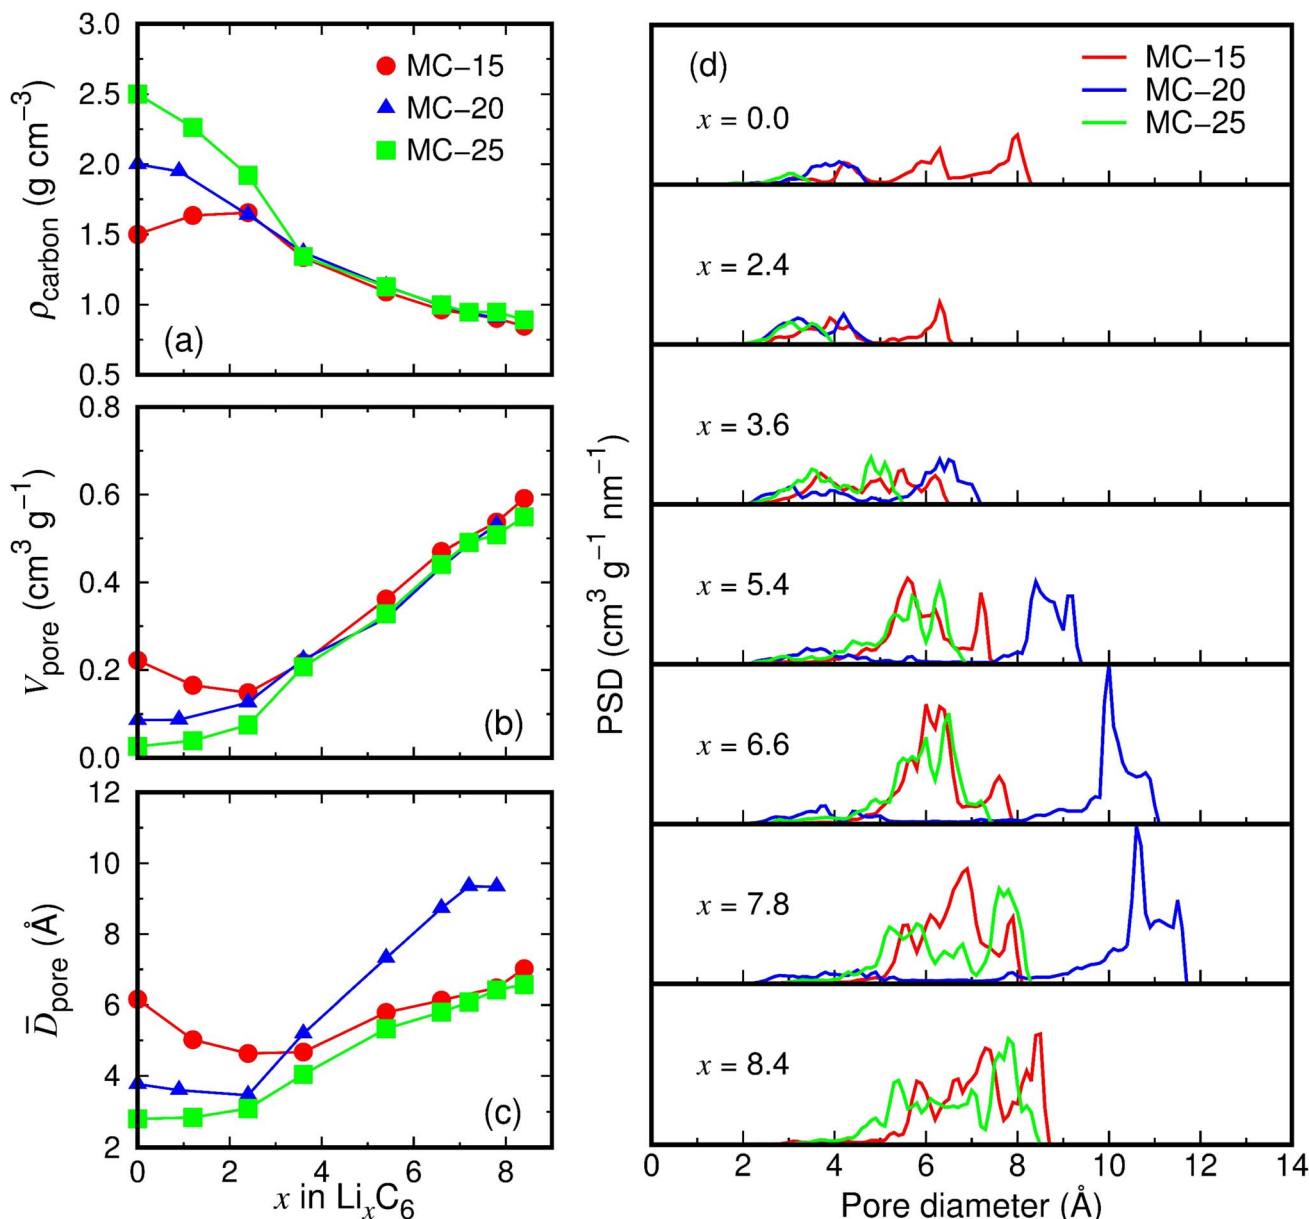 3.0
2.5
2.0
1.5
1.0
0.5
ρcarbon (g cm−3)
MC−15
MC−20
MC−25
(a)
0.8
0.6
0.4
0.2
0.0
Vpore (cm3 g−1)
(b)
12
10
8
6
4
2
D̅pore (Å)
(c)
0 2 4 6 8
x in LixC6
(d)
MC−15
MC−20
MC−25
x = 0.0
x = 2.4
x = 3.6
x = 5.4
x = 6.6
x = 7.8
x = 8.4
PSD (cm3 g−1 nm−1)
0 2 4 6 8 10 12 14
Pore diameter (Å)